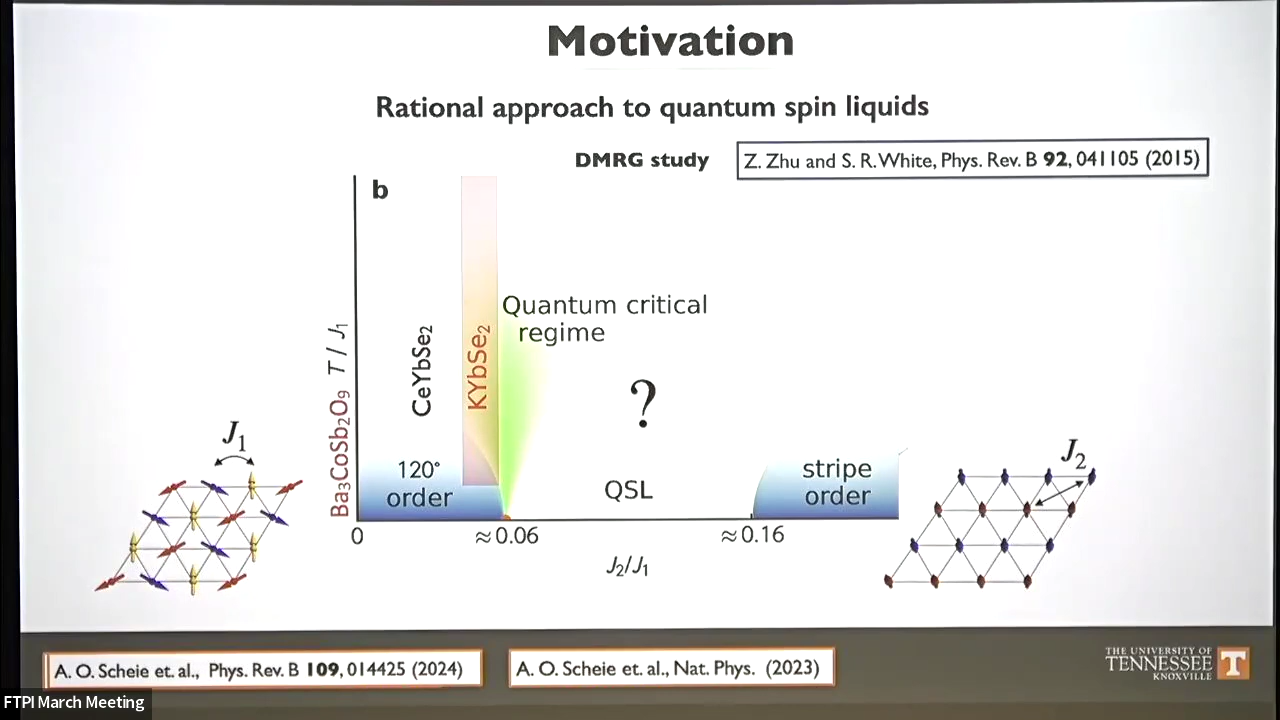 Motivation
Rational approach to quantum spin liquids
DMRG study
Z. Zhu and S. R. White, Phys. Rev. B 92, 041105 (2015)
b
Quantum critical
regime
T / J₁
Ba₃CoSb₂O₉
CeYbSe₂
KYbSe₂
?
J₁
J₂
120°
order
QSL
stripe
order
0
≈0.06
≈0.16
J₂/J₁
A. O. Scheie et. al., Phys. Rev. B 109, 014425 (2024)
A. O. Scheie et. al., Nat. Phys. (2023)
THE UNIVERSITY OF
TENNESSEE
KNOXVILLE
T
FTPI March Meeting